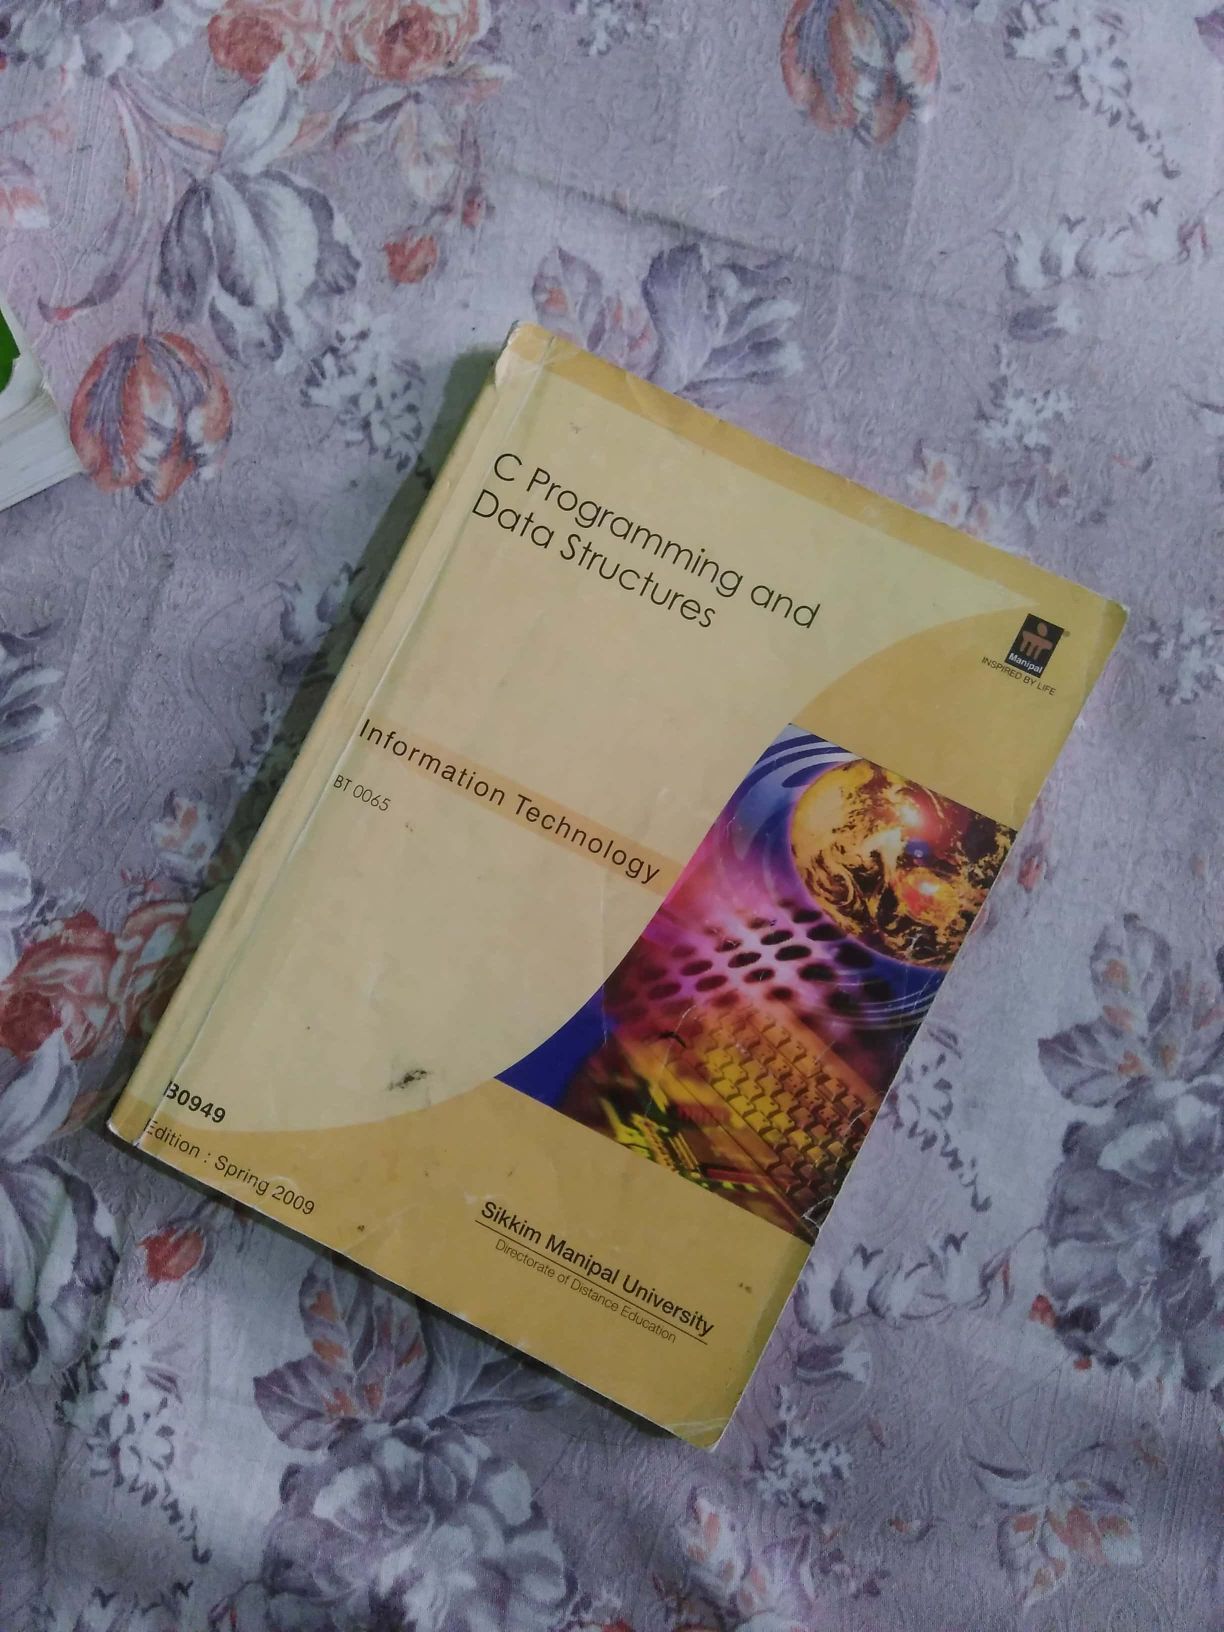 C Programming and
Data Structures
Manipal
INSPIRED BY LIFE
Information Technology
BT 0065
B0949
Edition : Spring 2009
Sikkim Manipal University
Directorate of Distance Education